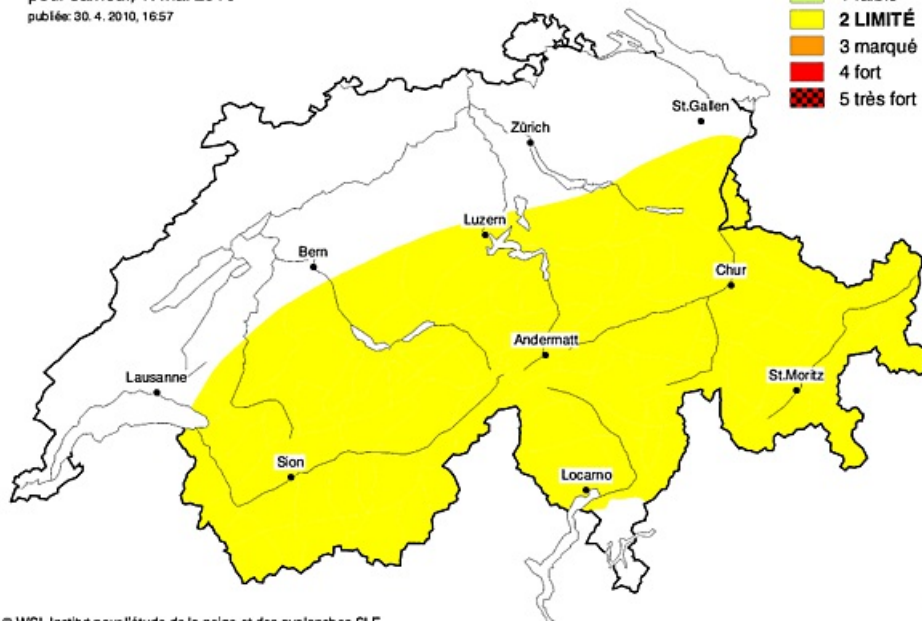 publiée: 30. 4. 2010, 16:57
2 LIMITÉ
3 marqué
4 fort
5 très fort
St.Gallen
Zürich
Luzern
Bern
Chur
Andermatt
Lausanne
St.Moritz
Sion
Locarno